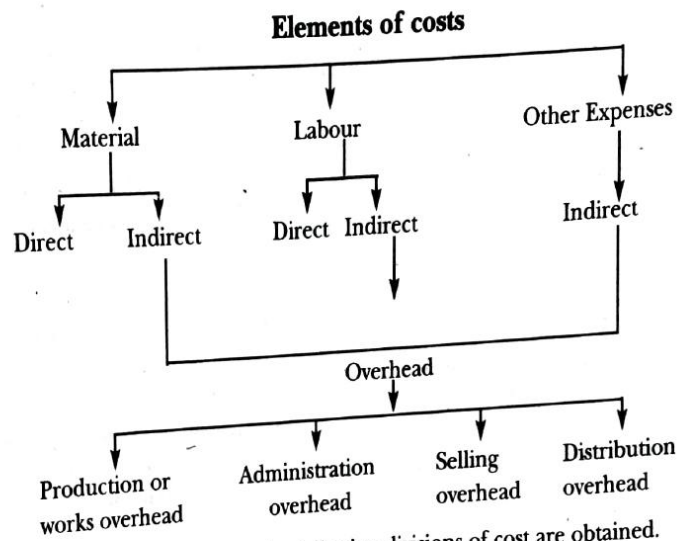 Elements of costs
Material
Labour
Other Expenses
Direct
Indirect
Direct
Indirect
Indirect
Overhead
Production or
works overhead
Administration
overhead
Selling
overhead
Distribution
overhead
divisions of cost are obtained.